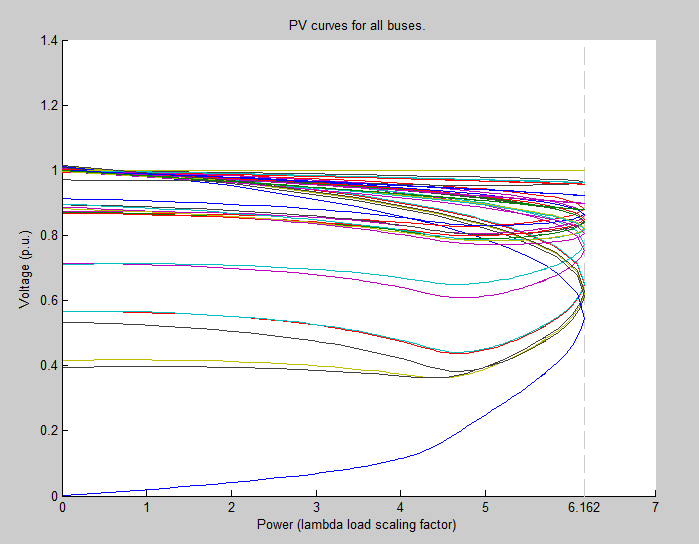 PV curves for all buses.
1.4
1.2
1
0.8
0.6
0.4
0.2
0
Voltage (p.u.)
0 1 2 3 4 5 6.162 7
Power (lambda load scaling factor)